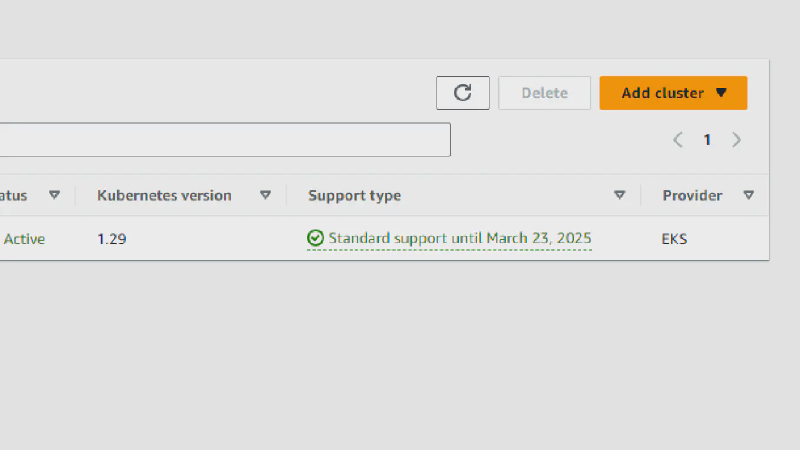 Delete
Add cluster
1
atus
Kubernetes version
Support type
Provider
Active
1.29
Standard support until March 23, 2025
EKS